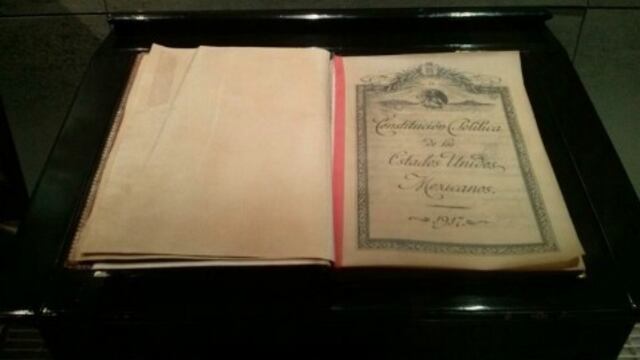 Constitución Política
de los
Estados Unidos
Mexicanos.
1917.